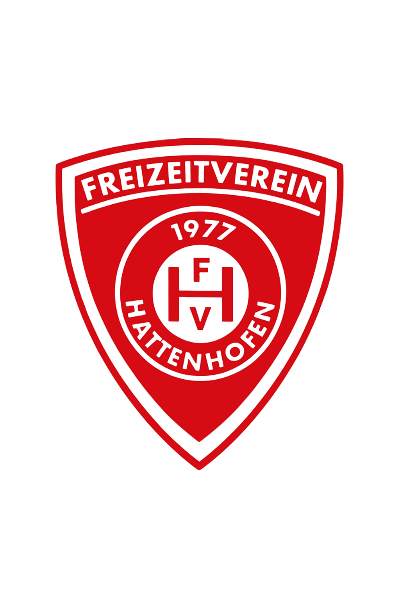 FREIZEITVEREIN
1977
F
H
V
HATTENHOFEN